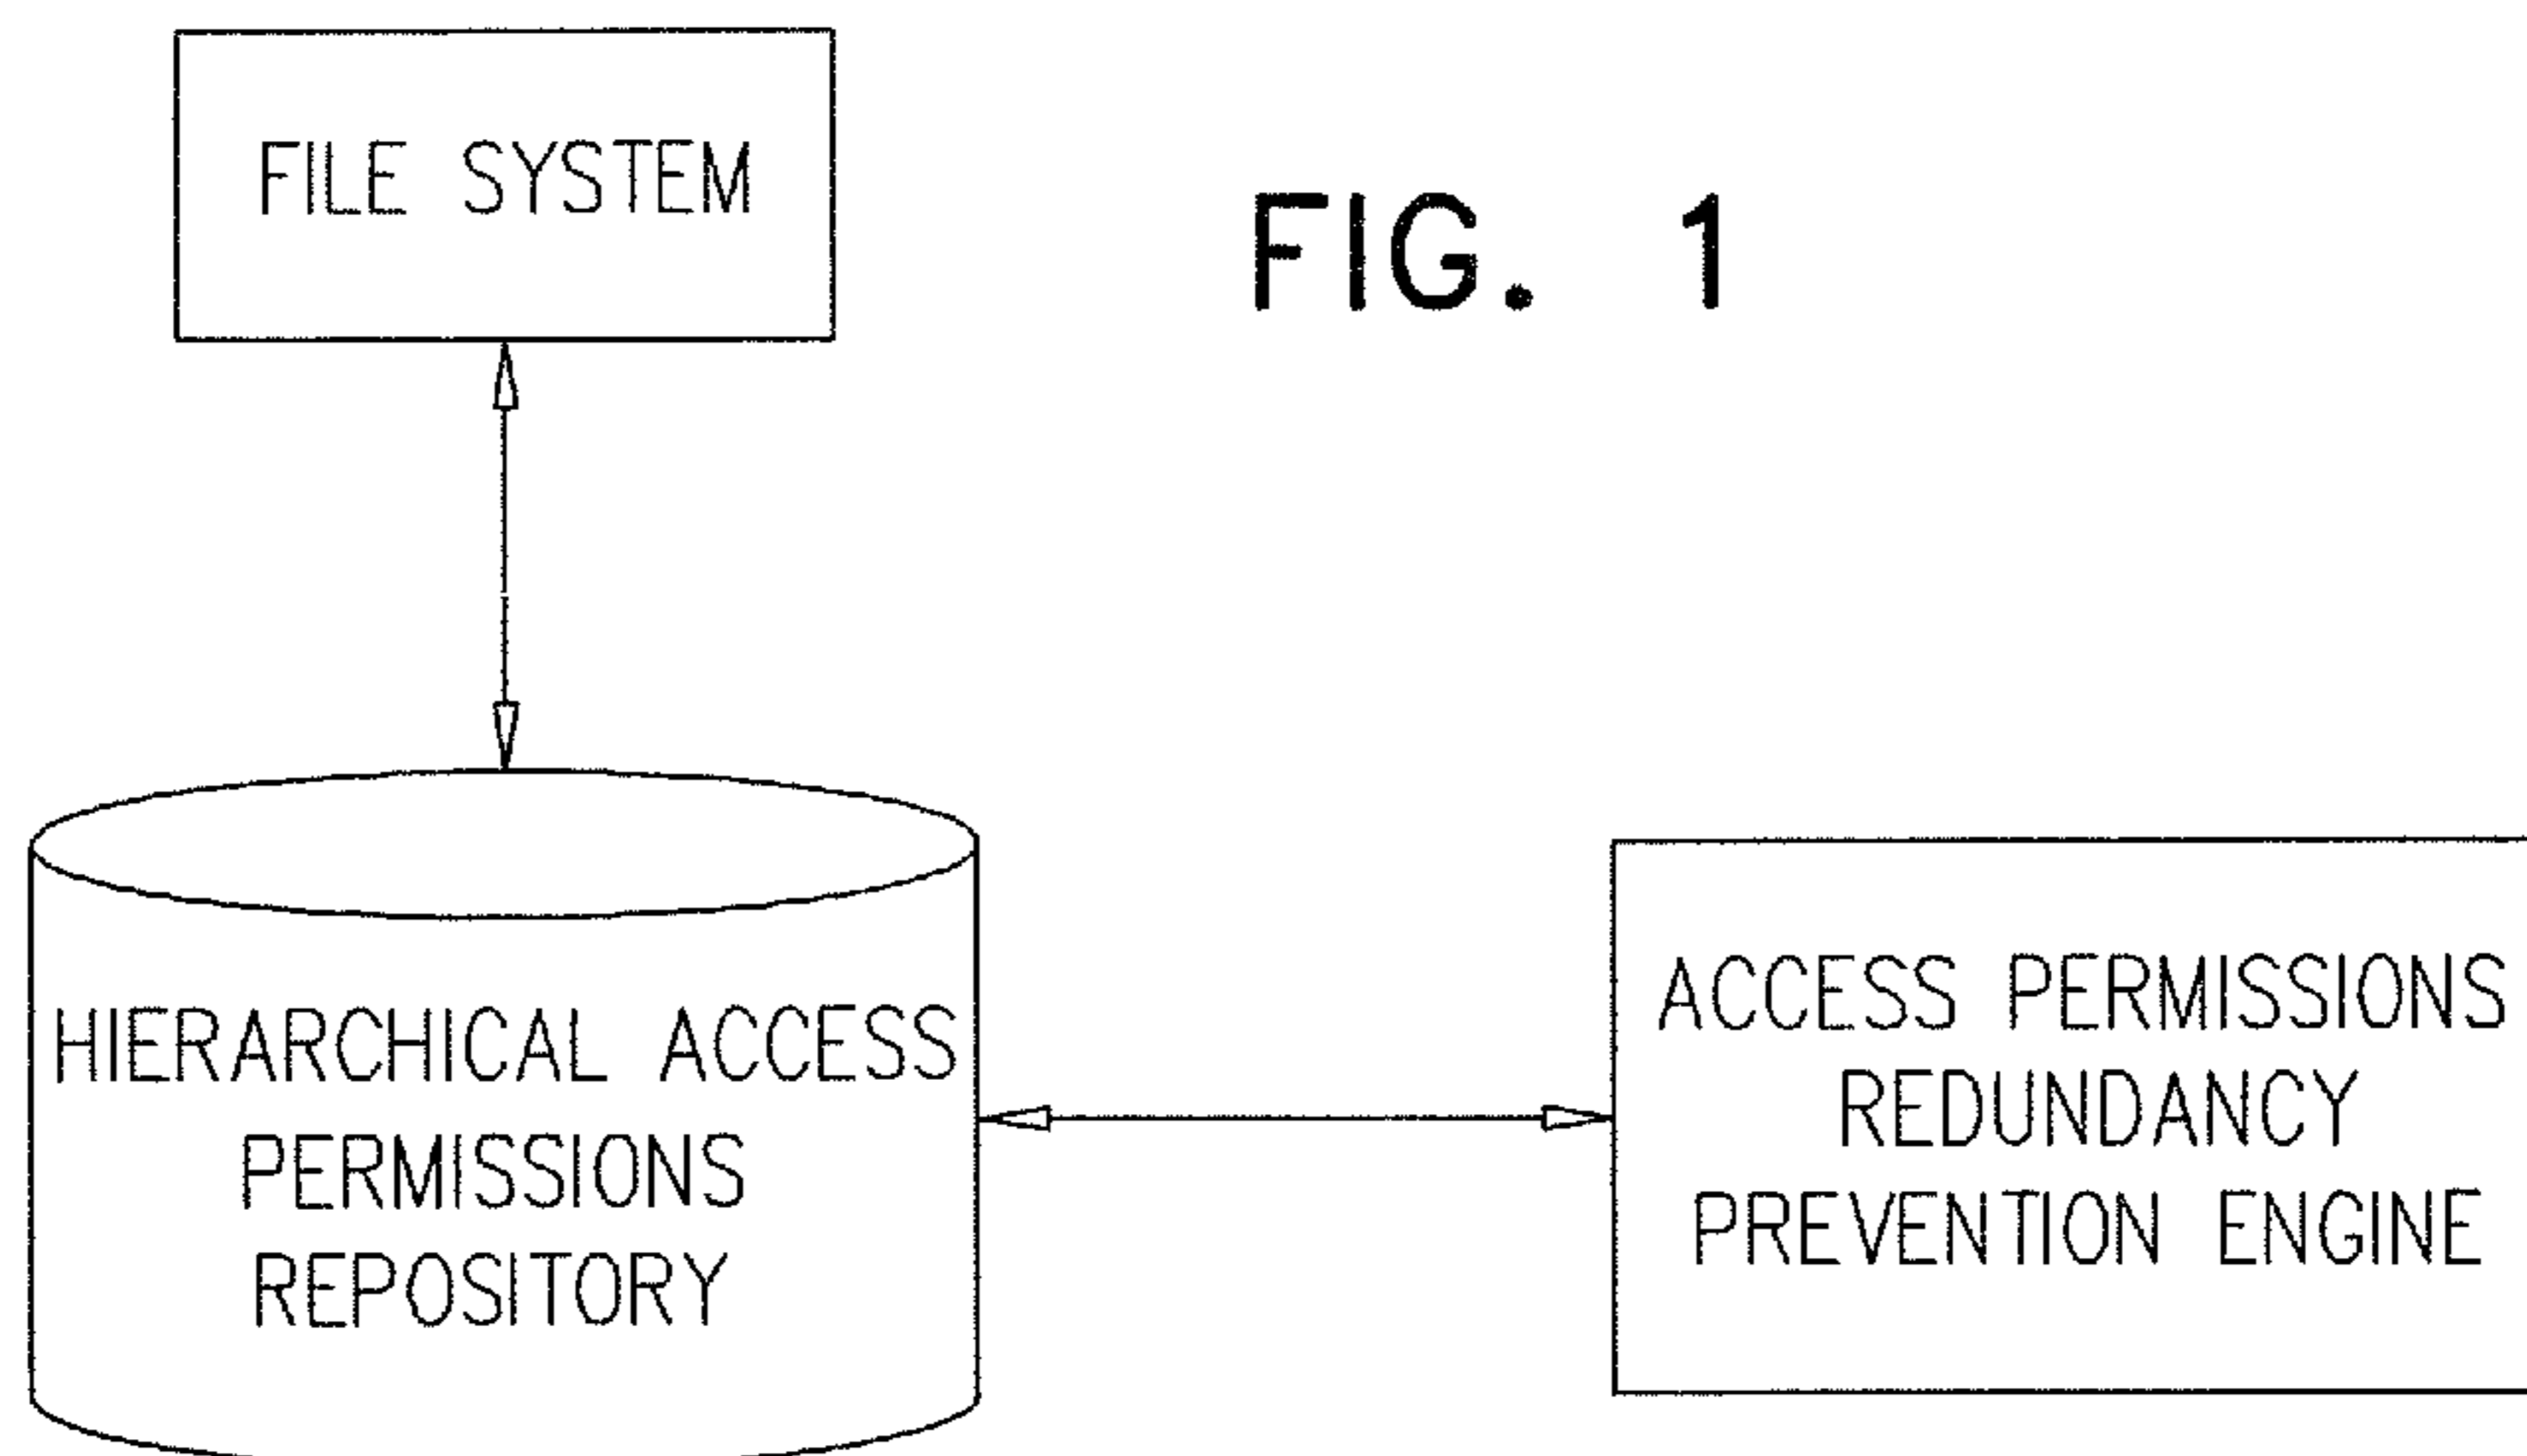 FILE SYSTEM
FIG. 1
HIERARCHICAL ACCESS
PERMISSIONS
REPOSITORY
ACCESS PERMISSIONS
REDUNDANCY
PREVENTION ENGINE